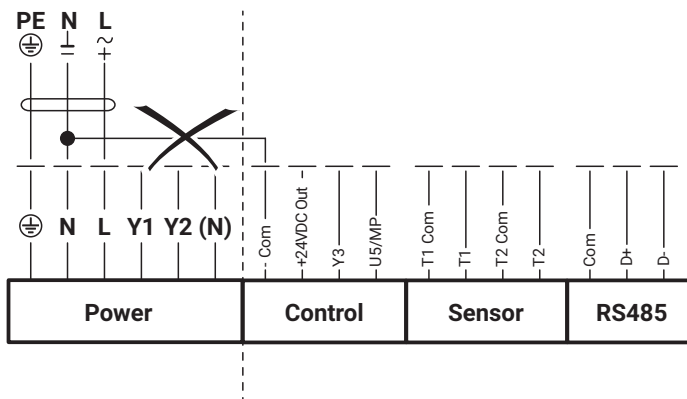 PE N L
N L Y1 Y2 (N)
- Com
+24VDC Out
Y3
U5/MP
T1 Com
T1
T2 Com
T2
Com
D+
D-
Power Control Sensor RS485